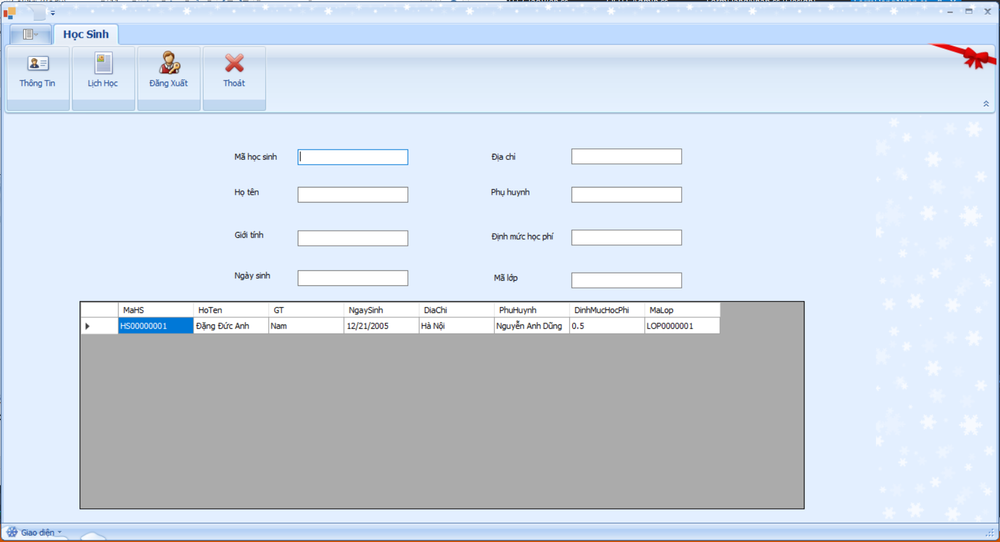 Học Sinh
Thông Tin
Lịch Học
Đăng Xuất
Thoát
Mã học sinh
Địa chỉ
Họ tên
Phụ huynh
Giới tính
Định mức học phí
Ngày sinh
Mã lớp
MaHS HoTen GT NgaySinh DiaChi PhuHuynh DinhMucHocPhi MaLop
HS00000001 Đặng Đức Anh Nam 12/21/2005 Hà Nội Nguyễn Anh Dũng 0.5 LOP0000001
Giao diện